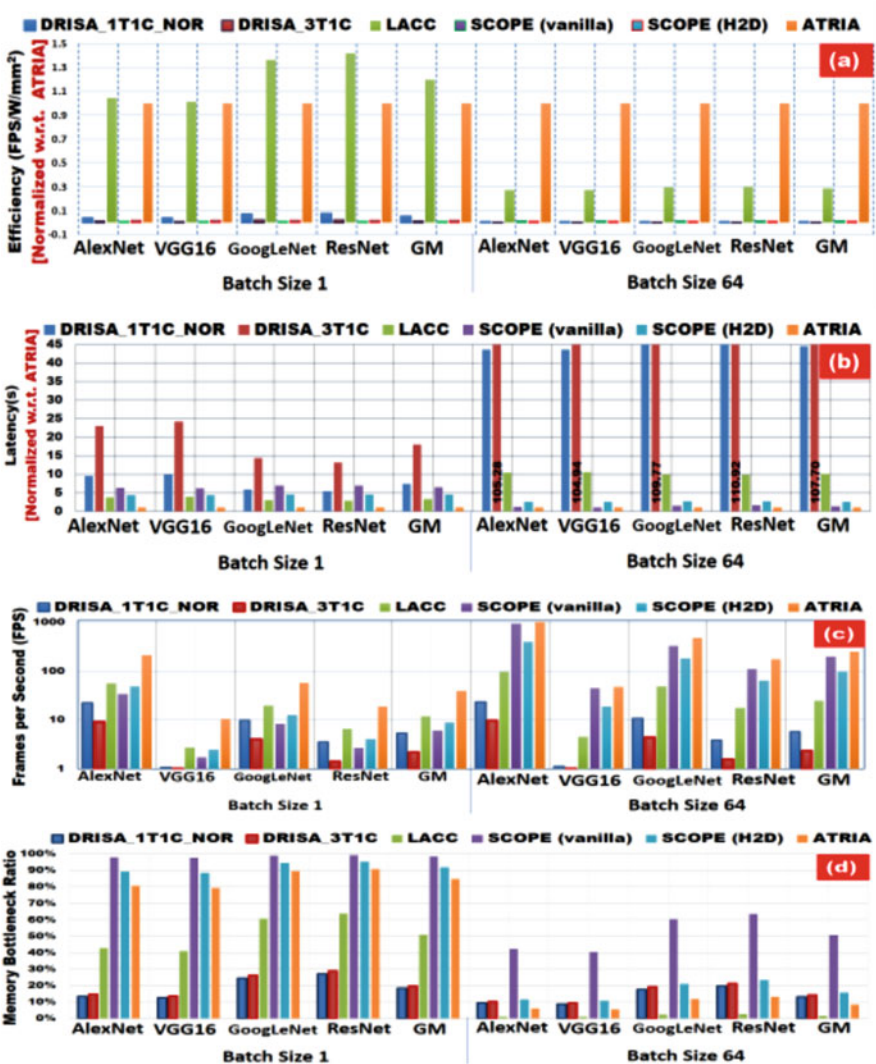 DRISA_1T1C_NOR DRISA_3T1C LACC SCOPE (vanilla) SCOPE (H2D) ATRIA
Efficiency (FPS/W/mm²)
[Normalized w.r.t. ATRIA]
1.5
1.3
1.1
0.9
0.7
0.5
0.3
0.1
-0.1
(a)
AlexNet VGG16 GoogLeNet ResNet GM AlexNet VGG16 GoogLeNet ResNet GM
Batch Size 1 Batch Size 64
DRISA_1T1C_NOR DRISA_3T1C LACC SCOPE (vanilla) SCOPE (H2D) ATRIA
Latency(s)
[Normalized w.r.t. ATRIA]
45
40
35
30
25
20
15
10
5
0
(b)
105.28 104.94 109.77 110.92 107.70
AlexNet VGG16 GoogLeNet ResNet GM AlexNet VGG16 GoogLeNet ResNet GM
Batch Size 1 Batch Size 64
DRISA_1T1C_NOR DRISA_3T1C LACC SCOPE (vanilla) SCOPE (H2D) ATRIA
Frames per Second (FPS)
1000
100
10
1
(c)
AlexNet VGG16 GoogLeNet ResNet GM AlexNet VGG16 GoogLeNet ResNet GM
Batch Size 1 Batch Size 64
DRISA_1T1C_NOR DRISA_3T1C LACC SCOPE (vanilla) SCOPE (H2D) ATRIA
Memory Bottleneck Ratio
100%
90%
80%
70%
60%
50%
40%
30%
20%
10%
0%
(d)
AlexNet VGG16 GoogLeNet ResNet GM AlexNet VGG16 GoogLeNet ResNet GM
Batch Size 1 Batch Size 64